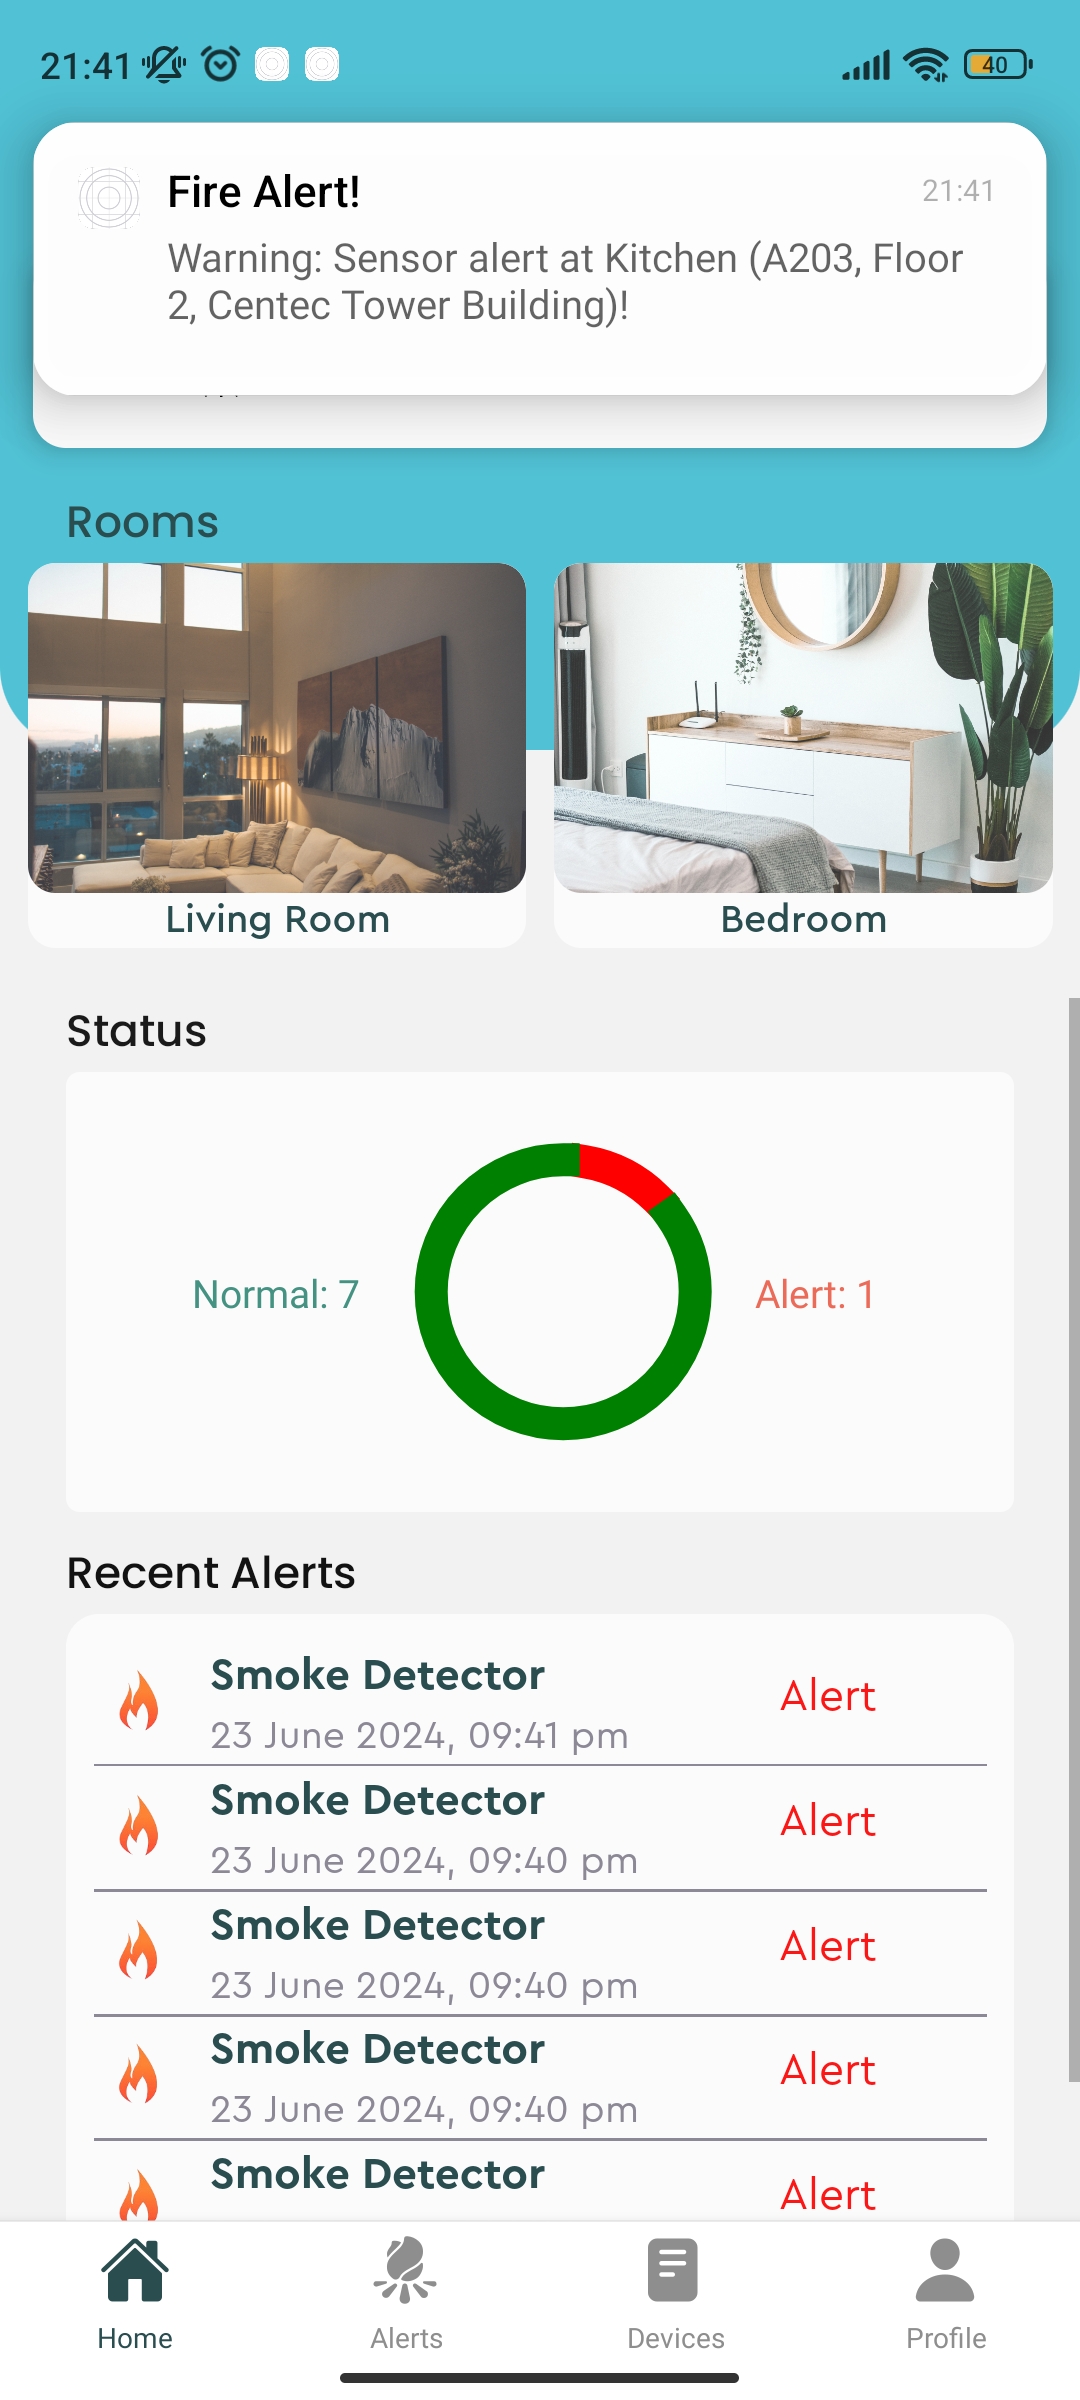 21:41
40
Fire Alert!
21:41
Warning: Sensor alert at Kitchen (A203, Floor
2, Centec Tower Building)!
Rooms
Living Room
Bedroom
Status
Normal: 7
Alert: 1
Recent Alerts
Smoke Detector
Alert
23 June 2024, 09:41 pm
Smoke Detector
Alert
23 June 2024, 09:40 pm
Smoke Detector
Alert
23 June 2024, 09:40 pm
Smoke Detector
Alert
23 June 2024, 09:40 pm
Smoke Detector
Alert
Home
Alerts
Devices
Profile